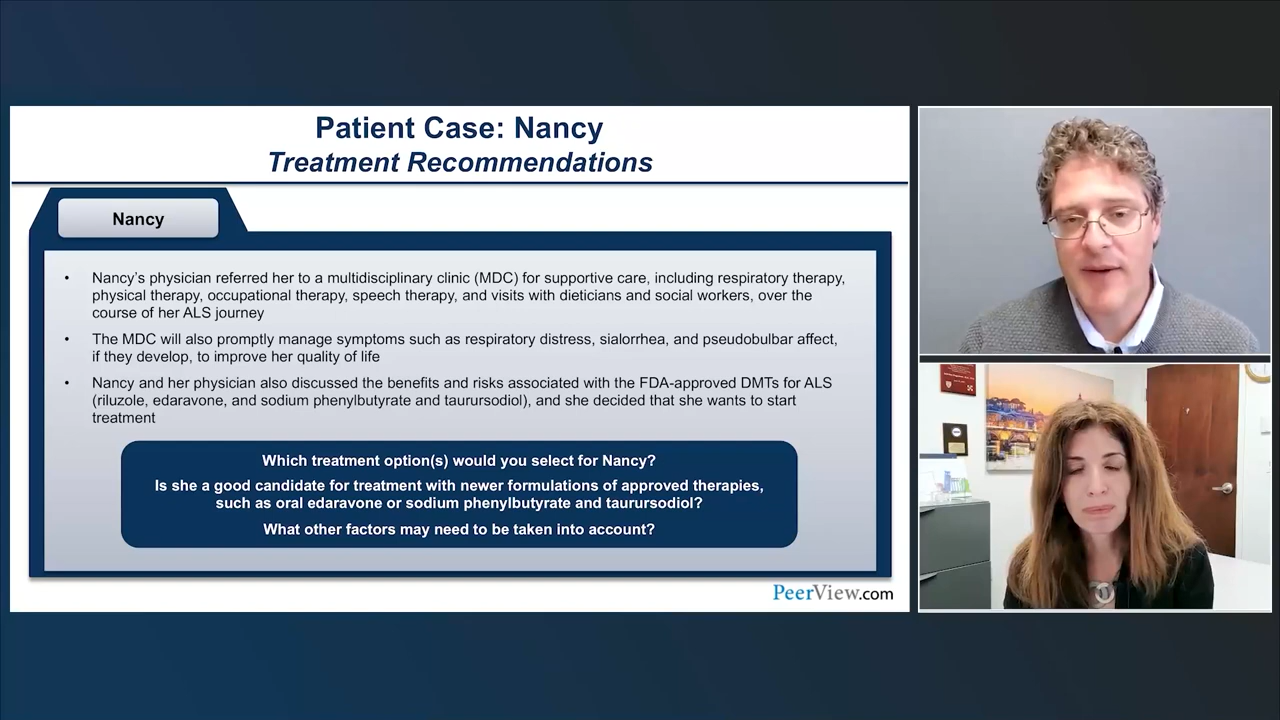 Patient Case: Nancy
Treatment Recommendations
Nancy
• Nancy’s physician referred her to a multidisciplinary clinic (MDC) for supportive care, including respiratory therapy,
physical therapy, occupational therapy, speech therapy, and visits with dieticians and social workers, over the
course of her ALS journey
• The MDC will also promptly manage symptoms such as respiratory distress, sialorrhea, and pseudobulbar affect,
if they develop, to improve her quality of life
• Nancy and her physician also discussed the benefits and risks associated with the FDA-approved DMTs for ALS
(riluzole, edaravone, and sodium phenylbutyrate and taurursodiol), and she decided that she wants to start
treatment
Which treatment option(s) would you select for Nancy?
Is she a good candidate for treatment with newer formulations of approved therapies,
such as oral edaravone or sodium phenylbutyrate and taurursodiol?
What other factors may need to be taken into account?
PeerView.com